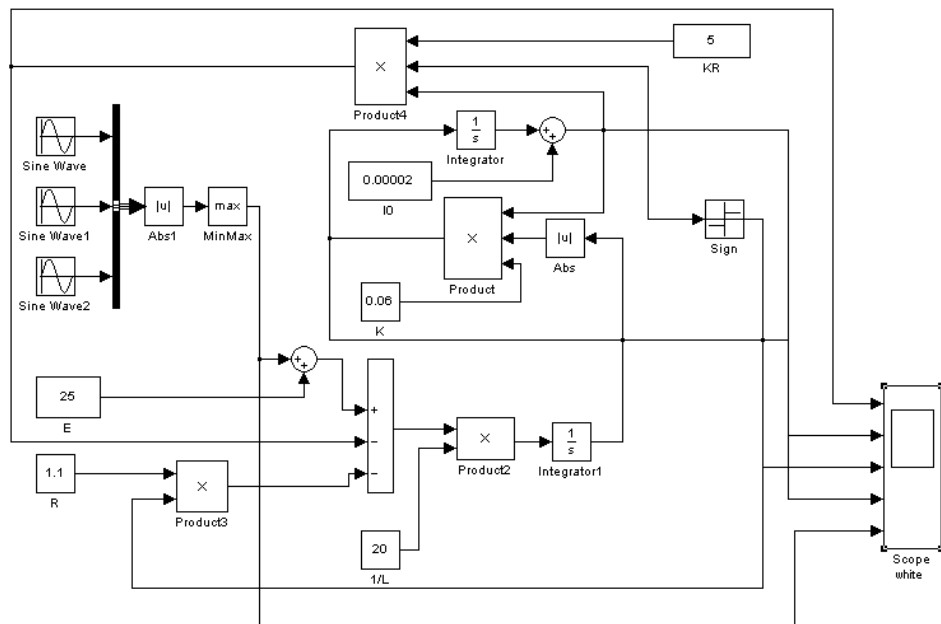 5
KR
×
Product4
1
s
Integrator
+
+
Sine Wave
0.00002
I0
|u|
Abs1
max
MinMax
Sine Wave1
×
Product
|u|
Abs
Sign
Sine Wave2
0.06
K
+
+
25
E
+
−
−
×
Product2
1
s
Integrator1
1.1
R
×
Product3
20
1/L
Scope
white